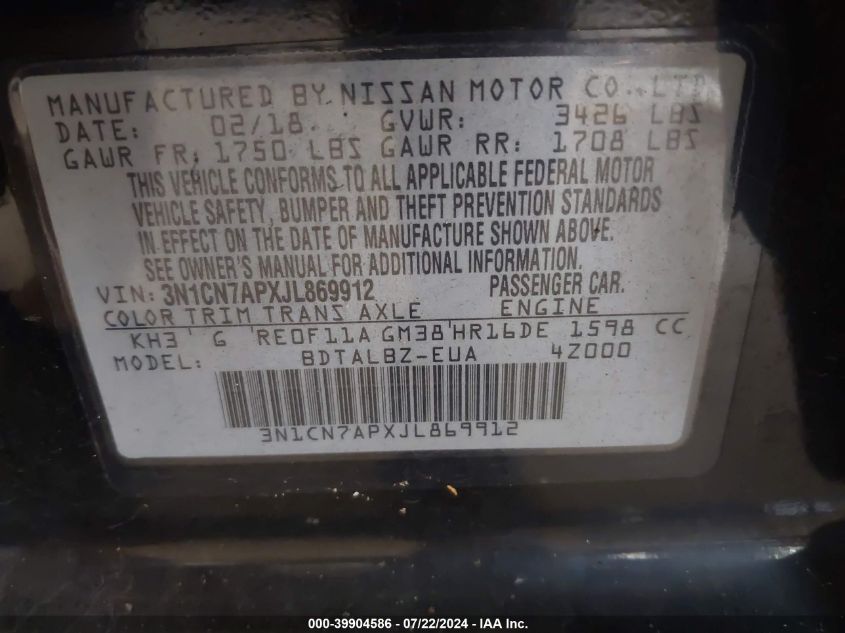 MANUFACTURED BY NISSAN MOTOR CO., LTD.
DATE: 02/18 GVWR: 3426 LBS
GAWR FR: 1750 LBS GAWR RR: 1708 LBS
THIS VEHICLE CONFORMS TO ALL APPLICABLE FEDERAL MOTOR
VEHICLE SAFETY, BUMPER AND THEFT PREVENTION STANDARDS
IN EFFECT ON THE DATE OF MANUFACTURE SHOWN ABOVE.
SEE OWNER'S MANUAL FOR ADDITIONAL INFORMATION.
VIN: 3N1CN7APXJL869912 PASSENGER CAR.
COLOR TRIM TRANS AXLE ENGINE
KH3 G RE0F11A GM38 HR16DE 1598 CC
MODEL: BDTALBZ-EUA 4Z000
3N1CN7APXJL869912
000-39904586 - 07/22/2024 - IAA Inc.